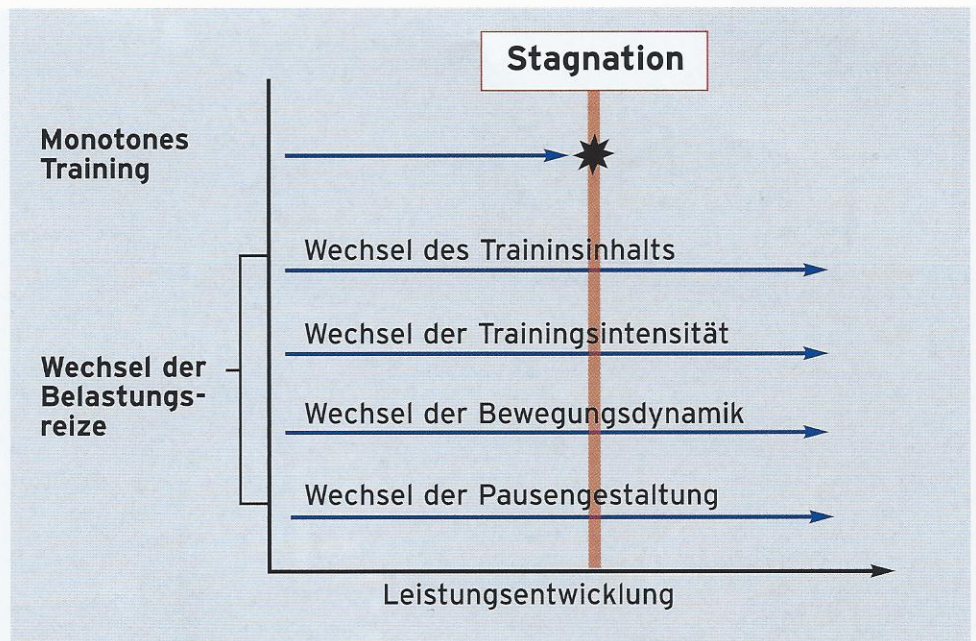 Stagnation
Monotones
Training
Wechsel des Traininsinhalts
Wechsel der Trainingsintensität
Wechsel der
Belastungs-
reize
Wechsel der Bewegungsdynamik
Wechsel der Pausengestaltung
Leistungsentwicklung